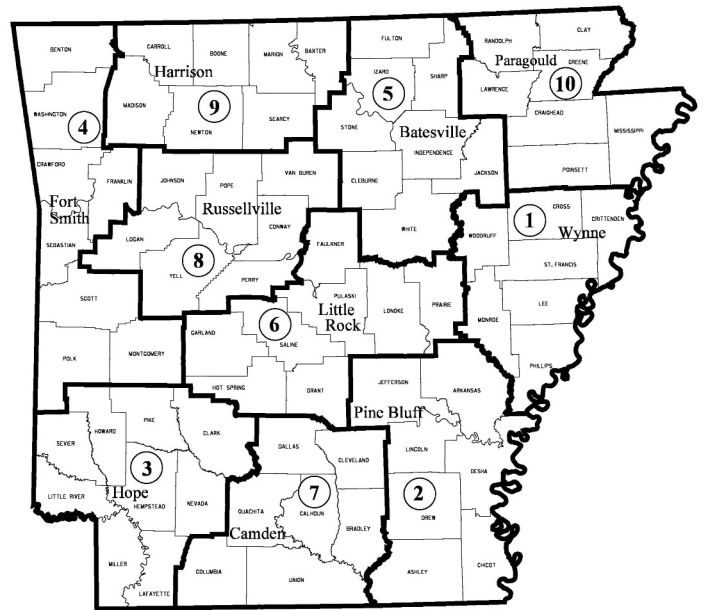 BENTON
CARROLL
BOONE
MARION
BAXTER
FULTON
RANDOLPH
CLAY
Harrison
Paragould
GREENE
IZARD
SHARP
LAWRENCE
10
5
WASHINGTON
4
MADISON
9
NEWTON
SEARCY
STONE
Batesville
INDEPENDENCE
CRAIGHEAD
MISSISSIPPI
CRAWFORD
FRANKLIN
JOHNSON
POPE
VAN BUREN
CLEBURNE
JACKSON
POINSETT
Fort
Smith
Russellville
1
CROSS
CRITTENDEN
Wynne
SEBASTIAN
LOGAN
CONWAY
FAULKNER
WHITE
WOODRUFF
8
YELL
PERRY
ST. FRANCIS
SCOTT
PULASKI
Little
Rock
LONOKE
PRAIRIE
MONROE
LEE
6
GARLAND
SALINE
POLK
MONTGOMERY
PHILLIPS
HOT SPRING
GRANT
JEFFERSON
ARKANSAS
Pine Bluff
PIKE
CLARK
SEVIER
HOWARD
DALLAS
CLEVELAND
LINCOLN
DESHA
3
7
2
LITTLE RIVER
Hope
HEMPSTEAD
NEVADA
OUACHITA
CALHOUN
DREW
Camden
BRADLEY
MILLER
LAFAYETTE
COLUMBIA
UNION
ASHLEY
CHICOT